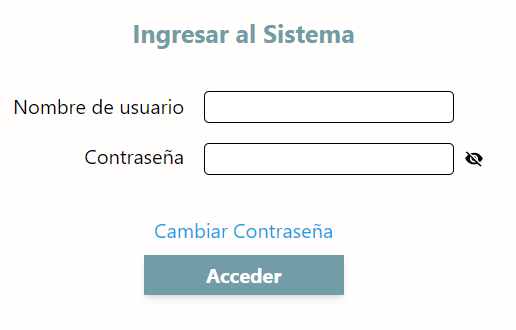 Ingresar al Sistema
Nombre de usuario
Contraseña
Cambiar Contraseña
Acceder